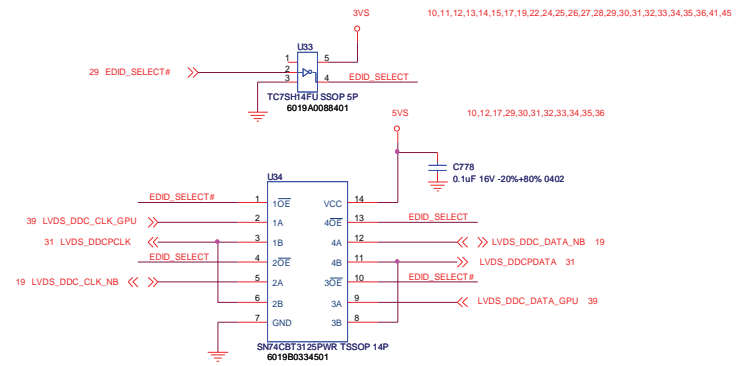 3VS 10,11,12,13,14,15,17,19,22,24,25,26,27,28,29,30,31,32,33,34,35,36,41,45
U33
1 5
29 EDID_SELECT# 2
3 4 EDID_SELECT
TC7SH14FU SSOP 5P
6019A0088401
5VS 10,12,17,29,30,31,32,33,34,35,36
C778
0.1uF 16V -20%+80% 0402
U34
EDID_SELECT# 1 1OE VCC 14
39 LVDS_DDC_CLK_GPU 2 1A 4OE 13 EDID_SELECT
31 LVDS_DDCPCLK 3 1B 4A 12 LVDS_DDC_DATA_NB 19
EDID_SELECT 4 2OE 4B 11 LVDS_DDCPDATA 31
19 LVDS_DDC_CLK_NB 5 2A 3OE 10 EDID_SELECT#
6 2B 3A 9 LVDS_DDC_DATA_GPU 39
7 GND 3B 8
SN74CBT3125PWR TSSOP 14P
6019B0334501